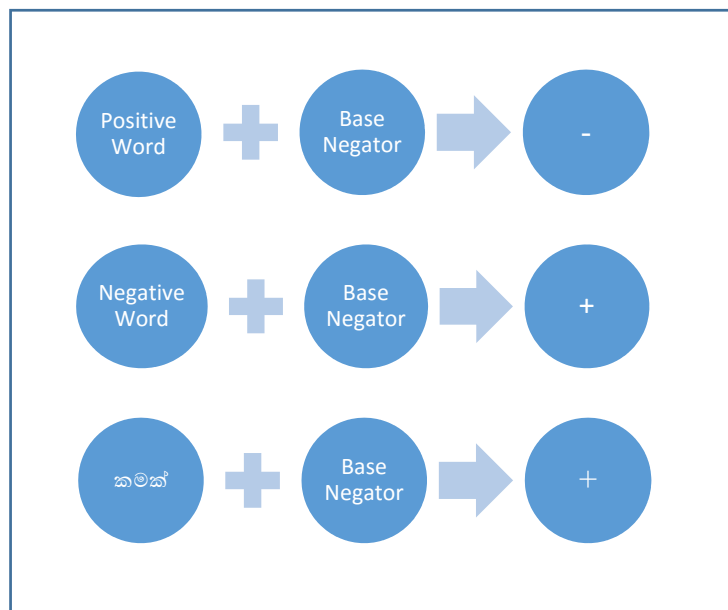 Positive
Word
Base
Negator
-
Negative
Word
Base
Negator
+
කමක්
Base
Negator
+